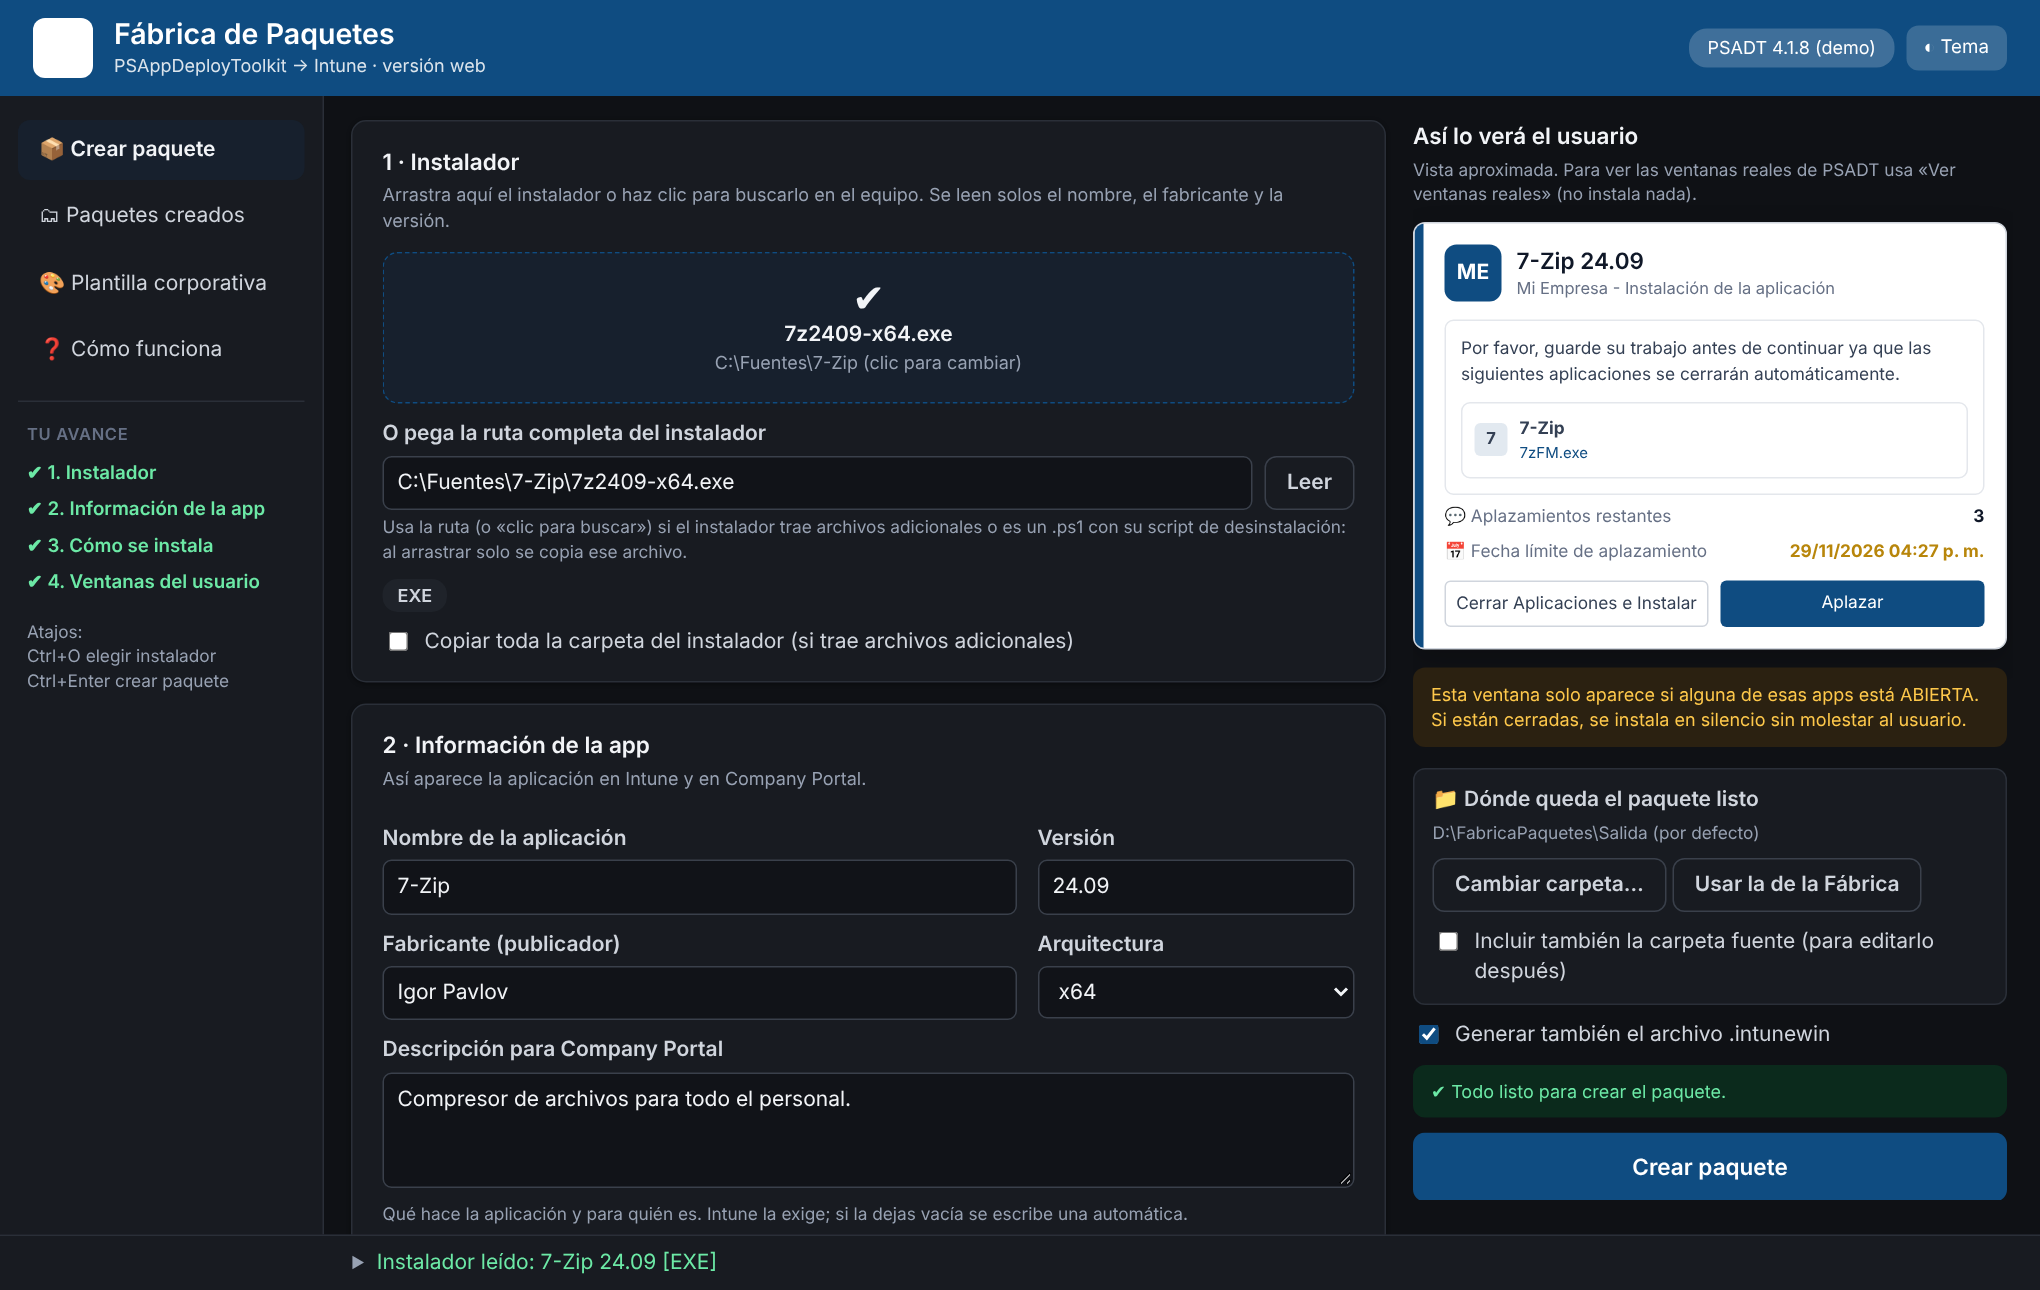 Fábrica de Paquetes
PSAppDeployToolkit → Intune · versión web
PSADT 4.1.8 (demo)
Tema
Crear paquete
Paquetes creados
Plantilla corporativa
Cómo funciona
TU AVANCE
✔ 1. Instalador
✔ 2. Información de la app
✔ 3. Cómo se instala
✔ 4. Ventanas del usuario
Atajos:
Ctrl+O elegir instalador
Ctrl+Enter crear paquete
1 · Instalador
Arrastra aquí el instalador o haz clic para buscarlo en el equipo. Se leen solos el nombre, el fabricante y la
versión.
✔
7z2409-x64.exe
C:\Fuentes\7-Zip (clic para cambiar)
O pega la ruta completa del instalador
C:\Fuentes\7-Zip\7z2409-x64.exe
Leer
Usa la ruta (o «clic para buscar») si el instalador trae archivos adicionales o es un .ps1 con su script de desinstalación:
al arrastrar solo se copia ese archivo.
EXE
Copiar toda la carpeta del instalador (si trae archivos adicionales)
2 · Información de la app
Así aparece la aplicación en Intune y en Company Portal.
Nombre de la aplicación
Versión
7-Zip
24.09
Fabricante (publicador)
Arquitectura
Igor Pavlov
x64
Descripción para Company Portal
Compresor de archivos para todo el personal.
Qué hace la aplicación y para quién es. Intune la exige; si la dejas vacía se escribe una automática.
Así lo verá el usuario
Vista aproximada. Para ver las ventanas reales de PSADT usa «Ver
ventanas reales» (no instala nada).
ME
7-Zip 24.09
Mi Empresa - Instalación de la aplicación
Por favor, guarde su trabajo antes de continuar ya que las
siguientes aplicaciones se cerrarán automáticamente.
7
7-Zip
7zFM.exe
Aplazamientos restantes 3
Fecha límite de aplazamiento 29/11/2026 04:27 p. m.
Cerrar Aplicaciones e Instalar
Aplazar
Esta ventana solo aparece si alguna de esas apps está ABIERTA.
Si están cerradas, se instala en silencio sin molestar al usuario.
Dónde queda el paquete listo
D:\FabricaPaquetes\Salida (por defecto)
Cambiar carpeta...
Usar la de la Fábrica
Incluir también la carpeta fuente (para editarlo
después)
Generar también el archivo .intunewin
✔ Todo listo para crear el paquete.
Crear paquete
Instalador leído: 7-Zip 24.09 [EXE]